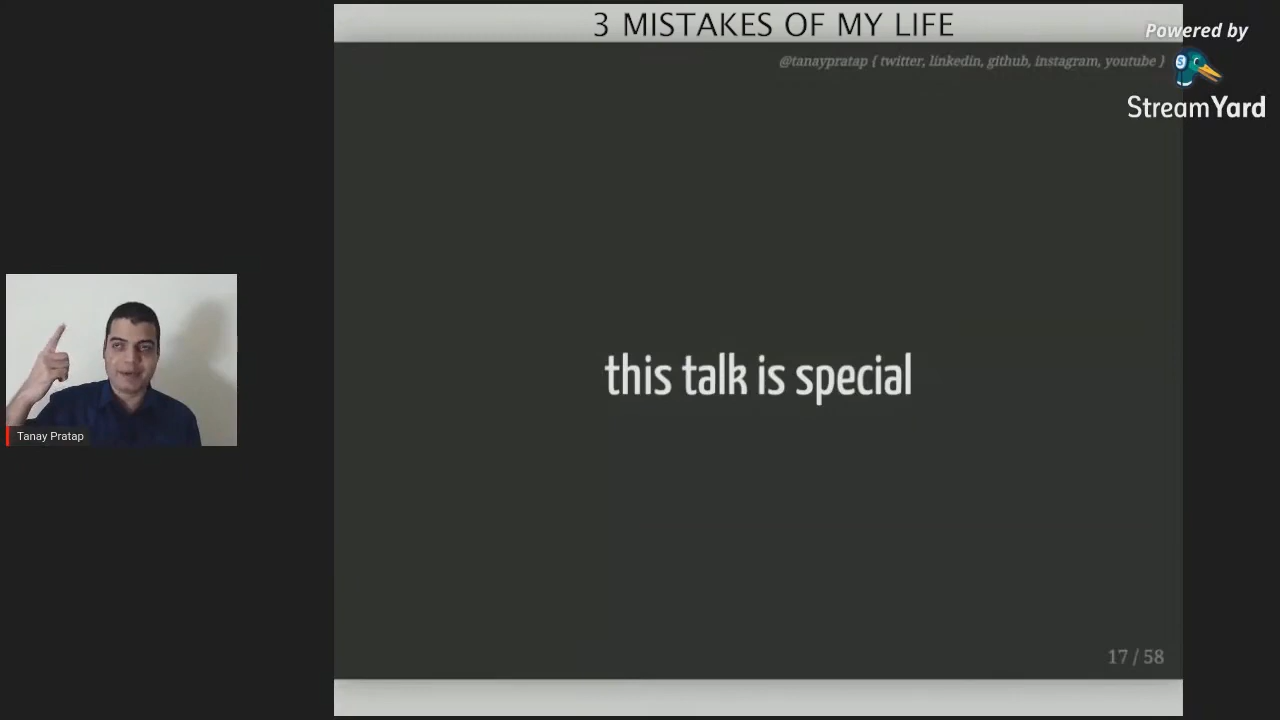 3 MISTAKES OF MY LIFE
Powered by
@tanaypratap { twitter, linkedin, github, instagram, youtube }
S
StreamYard
this talk is special
Tanay Pratap
17 / 58